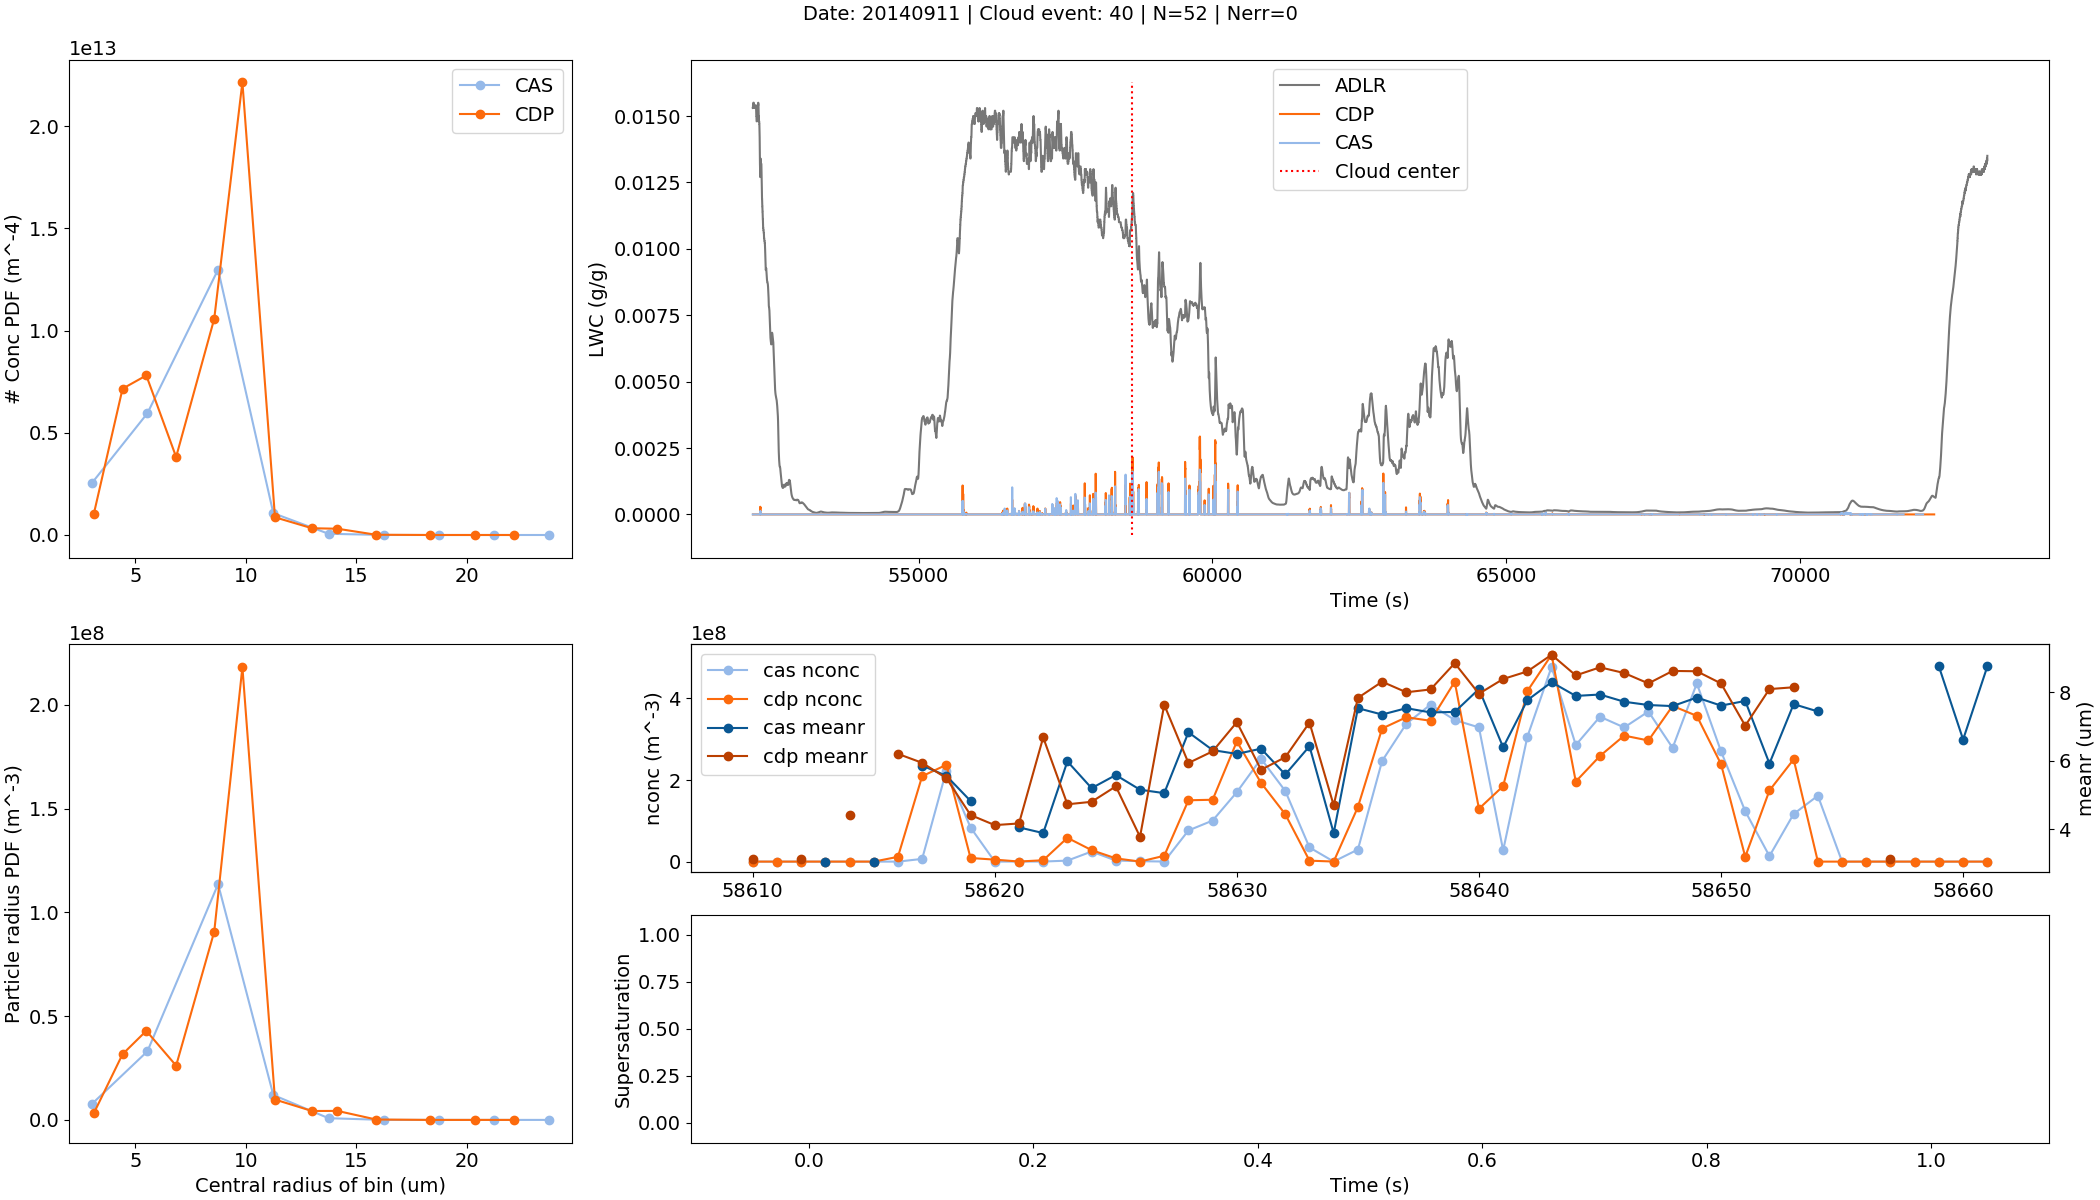 Date: 20140911 | Cloud event: 40 | N=52 | Nerr=0
1e13
# Conc PDF (m^-4)
2.0
1.5
1.0
0.5
0.0
5
10
15
20
CAS
CDP
LWC (g/g)
0.0150
0.0125
0.0100
0.0075
0.0050
0.0025
0.0000
ADLR
CDP
CAS
Cloud center
55000
60000
65000
70000
Time (s)
1e8
Particle radius PDF (m^-3)
2.0
1.5
1.0
0.5
0.0
5
10
15
20
Central radius of bin (um)
1e8
nconc (m^-3)
4
2
0
cas nconc
cdp nconc
cas meanr
cdp meanr
8
6
4
meanr (um)
58610
58620
58630
58640
58650
58660
Supersaturation
1.00
0.75
0.50
0.25
0.00
0.0
0.2
0.4
0.6
0.8
1.0
Time (s)